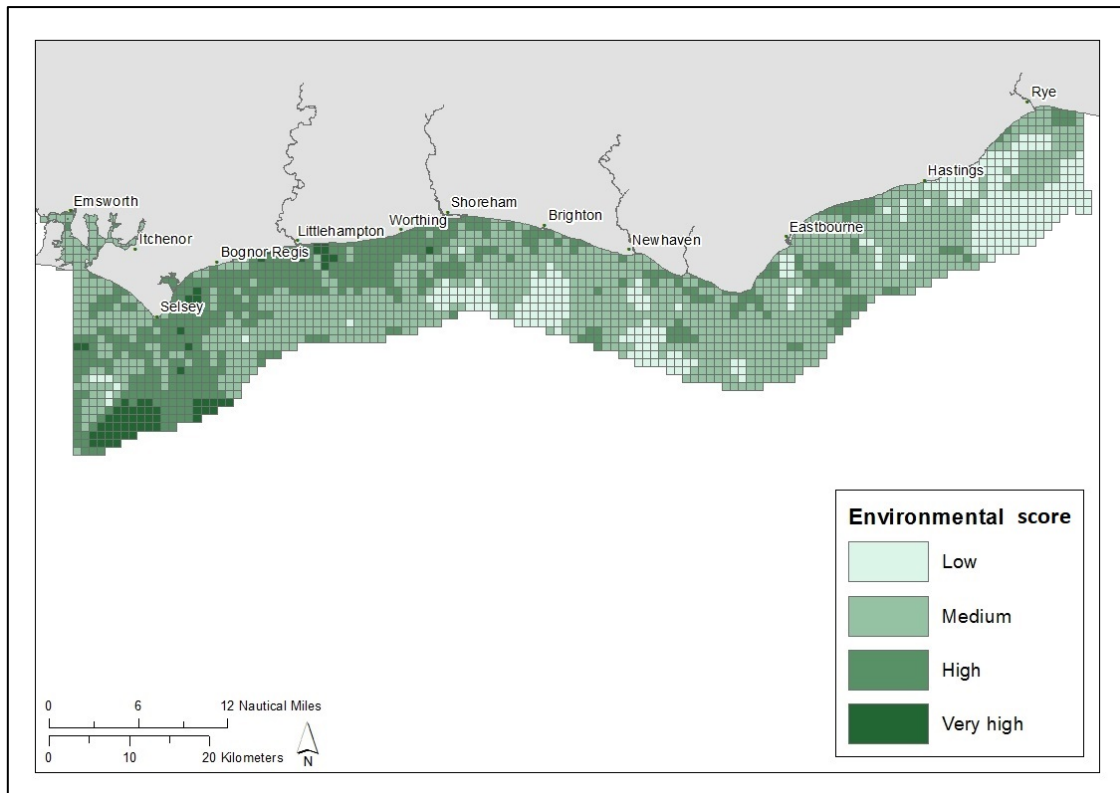 Rye
Hastings
Emsworth
Shoreham
Worthing
Brighton
Eastbourne
Itchenor
Littlehampton
Newhaven
Bognor Regis
Selsey
Environmental score
Low
Medium
High
Very high
0 6 12 Nautical Miles
0 10 20 Kilometers
N